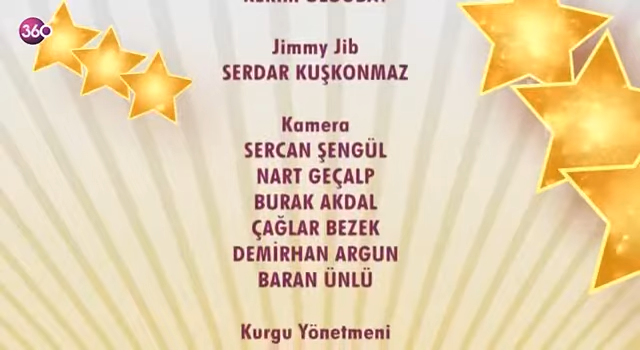 360
Jimmy Jib
SERDAR KUŞKONMAZ
Kamera
SERCAN ŞENGÜL
NART GEÇALP
BURAK AKDAL
ÇAĞLAR BEZEK
DEMİRHAN ARGUN
BARAN ÜNLÜ
Kurgu Yönetmeni